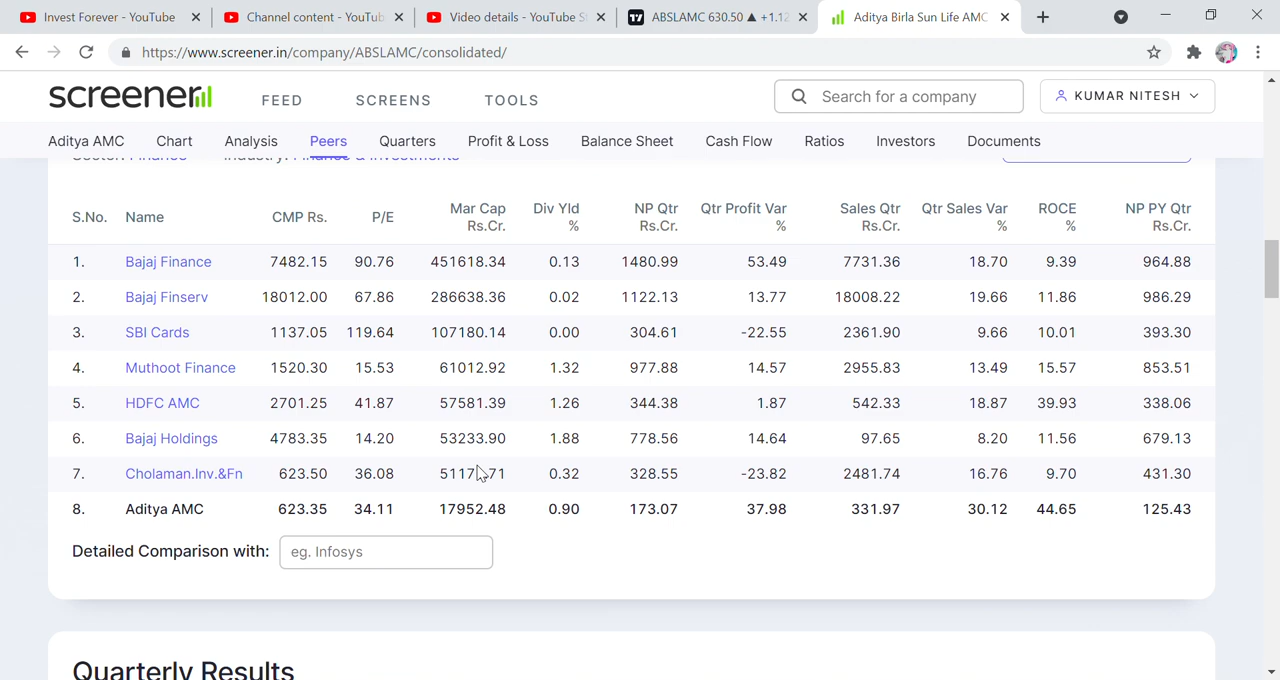 Invest Forever - YouTube
Channel content - YouTub
Video details - YouTube S
ABSLAMC 630.50 ▲ +1.12
Aditya Birla Sun Life AMC
https://www.screener.in/company/ABSLAMC/consolidated/
screener
FEED SCREENS TOOLS
Search for a company
KUMAR NITESH
Aditya AMC Chart Analysis Peers Quarters Profit & Loss Balance Sheet Cash Flow Ratios Investors Documents
Sector: Finance Industry: Finance & Investments
S.No. Name CMP Rs. P/E Mar Cap Rs.Cr. Div Yld % NP Qtr Rs.Cr. Qtr Profit Var % Sales Qtr Rs.Cr. Qtr Sales Var % ROCE % NP PY Qtr Rs.Cr.
1. Bajaj Finance 7482.15 90.76 451618.34 0.13 1480.99 53.49 7731.36 18.70 9.39 964.88
2. Bajaj Finserv 18012.00 67.86 286638.36 0.02 1122.13 13.77 18008.22 19.66 11.86 986.29
3. SBI Cards 1137.05 119.64 107180.14 0.00 304.61 -22.55 2361.90 9.66 10.01 393.30
4. Muthoot Finance 1520.30 15.53 61012.92 1.32 977.88 14.57 2955.83 13.49 15.57 853.51
5. HDFC AMC 2701.25 41.87 57581.39 1.26 344.38 1.87 542.33 18.87 39.93 338.06
6. Bajaj Holdings 4783.35 14.20 53233.90 1.88 778.56 14.64 97.65 8.20 11.56 679.13
7. Cholaman.Inv.&Fn 623.50 36.08 0.32 328.55 -23.82 2481.74 16.76 9.70 431.30
8. Aditya AMC 623.35 34.11 17952.48 0.90 173.07 37.98 331.97 30.12 44.65 125.43
Detailed Comparison with: eg. Infosys
Quarterly Results